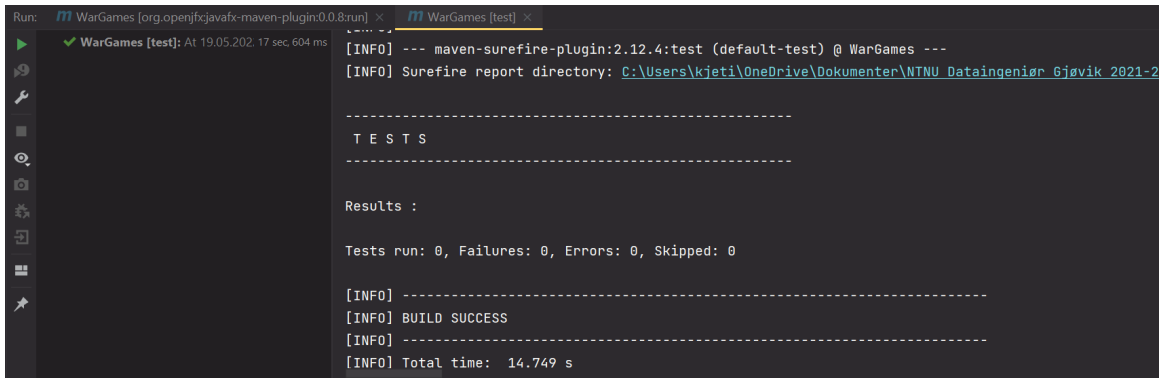 Run: m WarGames [org.openjfx:javafx-maven-plugin:0.0.8:run] × m WarGames [test] ×
WarGames [test]: At 19.05.202. 17 sec, 604 ms
[INFO] --- maven-surefire-plugin:2.12.4:test (default-test) @ WarGames ---
[INFO] Surefire report directory: C:\Users\kjeti\OneDrive\Dokumenter\NTNU Dataingeniør Gjøvik 2021-2
-------------------------------------------------------
T E S T S
-------------------------------------------------------
Results :
Tests run: 0, Failures: 0, Errors: 0, Skipped: 0
[INFO] ------------------------------------------------------------------------
[INFO] BUILD SUCCESS
[INFO] ------------------------------------------------------------------------
[INFO] Total time:  14.749 s